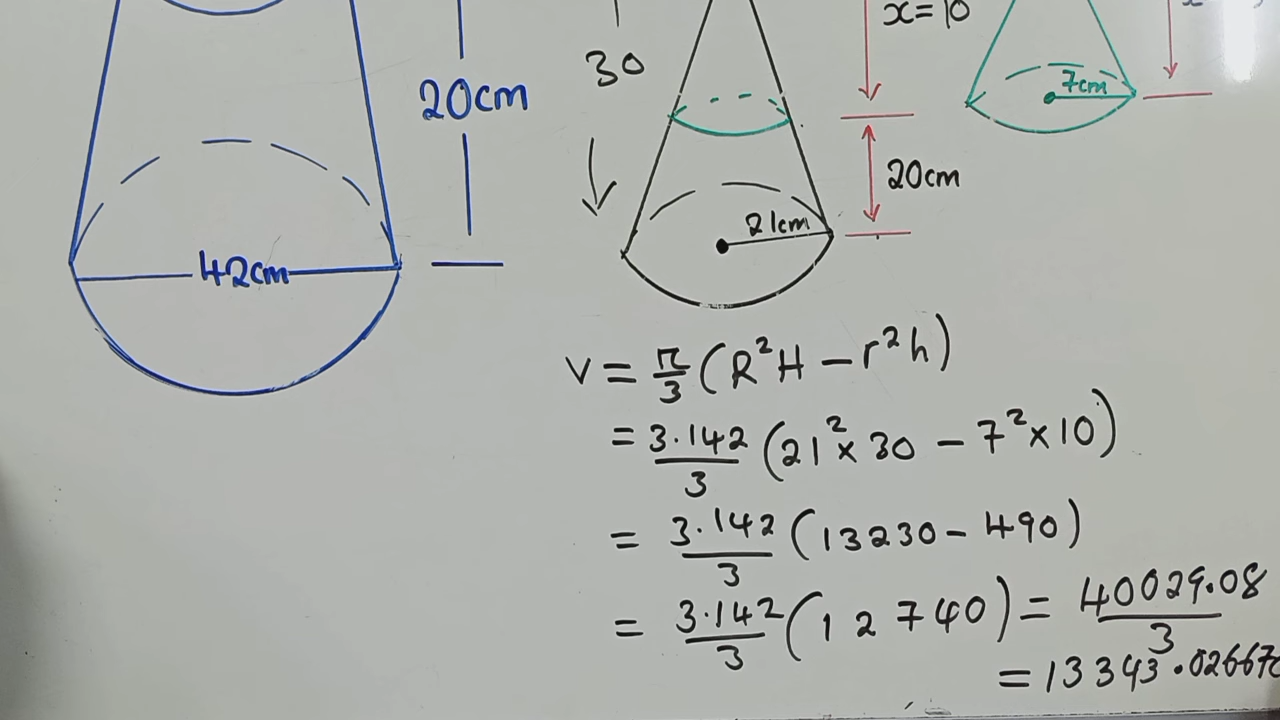 20cm
42cm
30
x=10
20cm
21cm
7cm
V = π/3 (R²H − r²h)
= 3.142/3 (21² × 30 − 7² × 10)
= 3.142/3 (13230 − 490)
= 3.142/3 (12740) = 40029.08/3
= 13343.02667